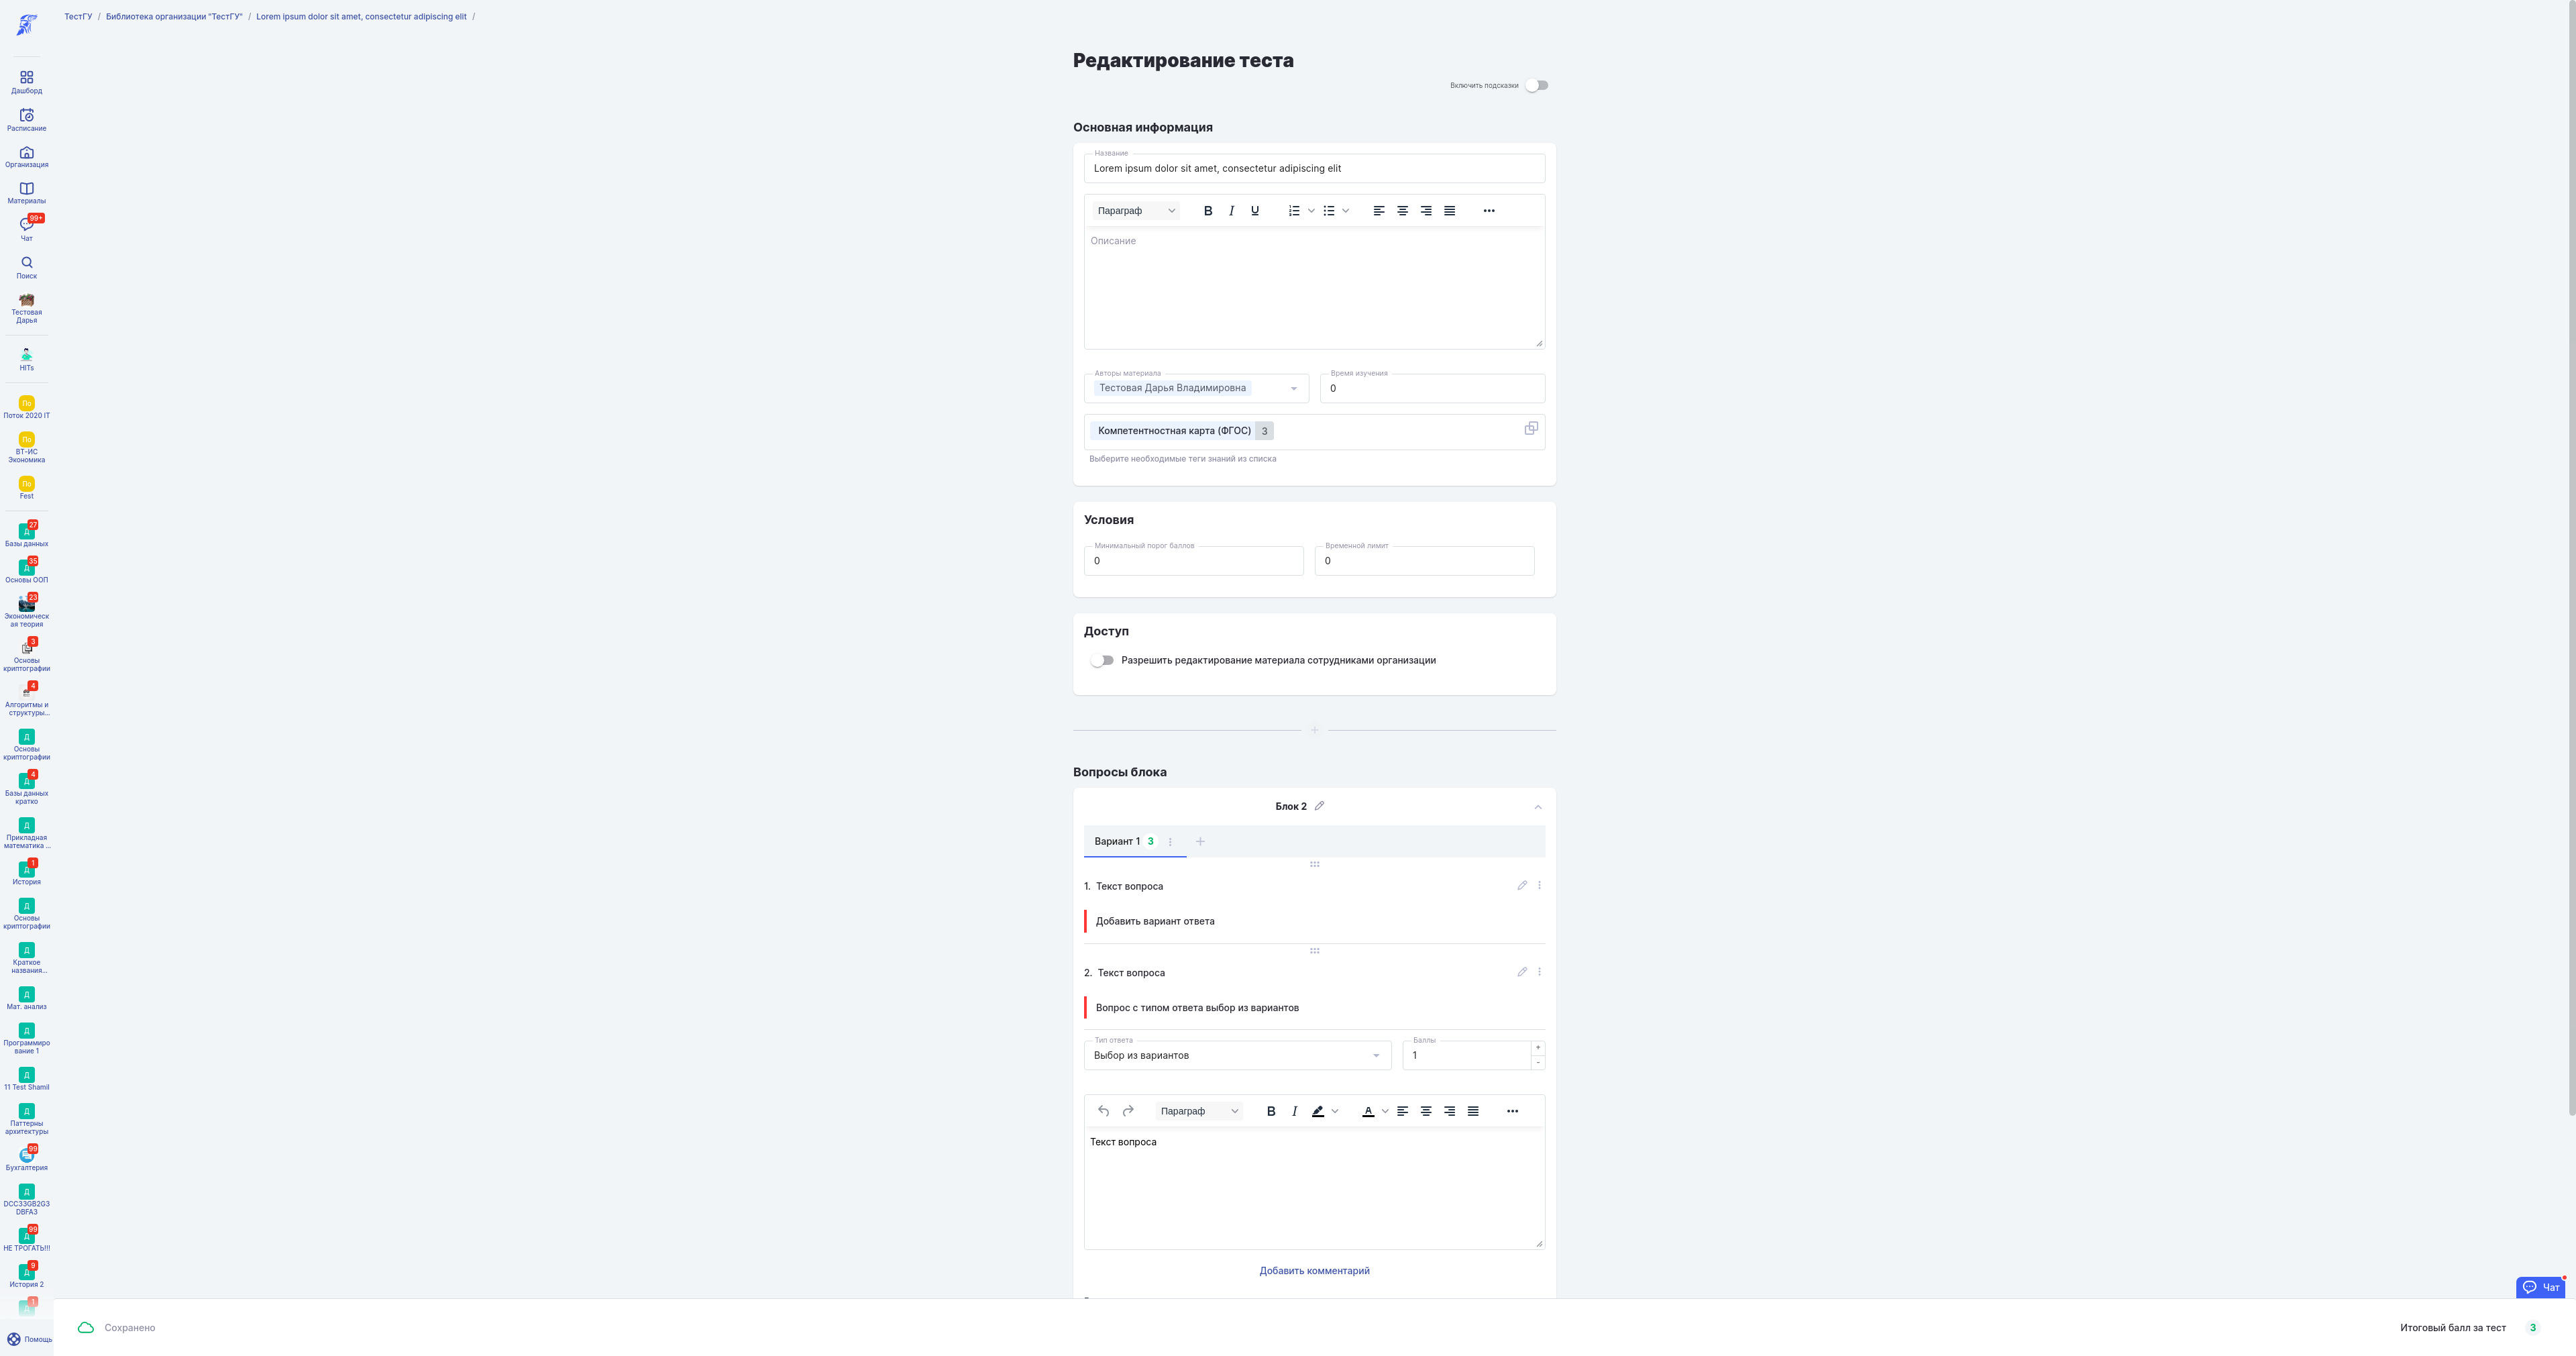 ТестГУ / Библиотека организации "ТестГУ" / Lorem ipsum dolor sit amet, consectetur adipiscing elit /
Дашборд
Расписание
Организация
Материалы
99+
Чат
Поиск
Тестовая
Дарья
HITs
По
Поток 2020 IT
По
ВТ-ИС
Экономика
По
Fest
27
Д
Базы данных
35
Д
Основы ООП
23
Экономическ
ая теория
3
Основы
криптографии
4
Алгоритмы и
структуры...
Д
Основы
криптографии
4
Д
Базы данных
кратко
Д
Прикладная
математика ...
1
Д
История
Д
Основы
криптографии
Д
Краткое
названия...
Д
Мат. анализ
Д
Программиро
вание 1
Д
11 Test Shamil
Д
Паттерны
архитектуры
99
Бухгалтерия
Д
DCC33GB2G3
DBFA3
99
Д
НЕ ТРОГАТЬ!!!
9
Д
История 2
1
Д
Помощь
Редактирование теста
Включить подсказки
Основная информация
Название
Lorem ipsum dolor sit amet, consectetur adipiscing elit
Параграф
Описание
Авторы материала
Тестовая Дарья Владимировна
Время изучения
0
Компетентностная карта (ФГОС) 3
Выберите необходимые теги знаний из списка
Условия
Минимальный порог баллов
0
Временной лимит
0
Доступ
Разрешить редактирование материала сотрудниками организации
Вопросы блока
Блок 2
Вариант 1 3
1. Текст вопроса
Добавить вариант ответа
2. Текст вопроса
Вопрос с типом ответа выбор из вариантов
Тип ответа
Выбор из вариантов
Баллы
1
Параграф
Текст вопроса
Добавить комментарий
Чат
Сохранено
Итоговый балл за тест 3